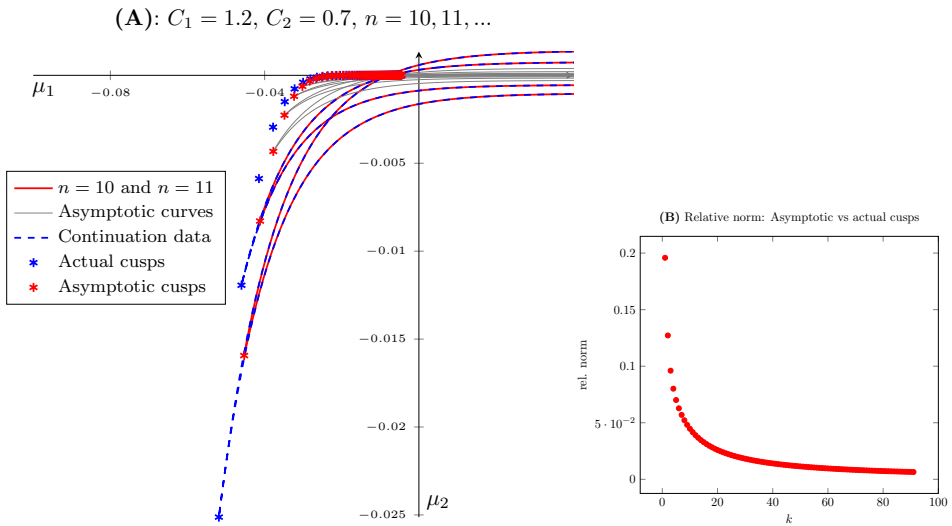 (A): C₁ = 1.2, C₂ = 0.7, n = 10, 11, ...
μ₁
−0.08
−0.04
−0.005
−0.01
−0.015
−0.02
−0.025
μ₂
n = 10 and n = 11
Asymptotic curves
Continuation data
Actual cusps
Asymptotic cusps
(B) Relative norm: Asymptotic vs actual cusps
0.2
0.15
0.1
5 · 10⁻²
0
rel. norm
0
20
40
60
80
100
k